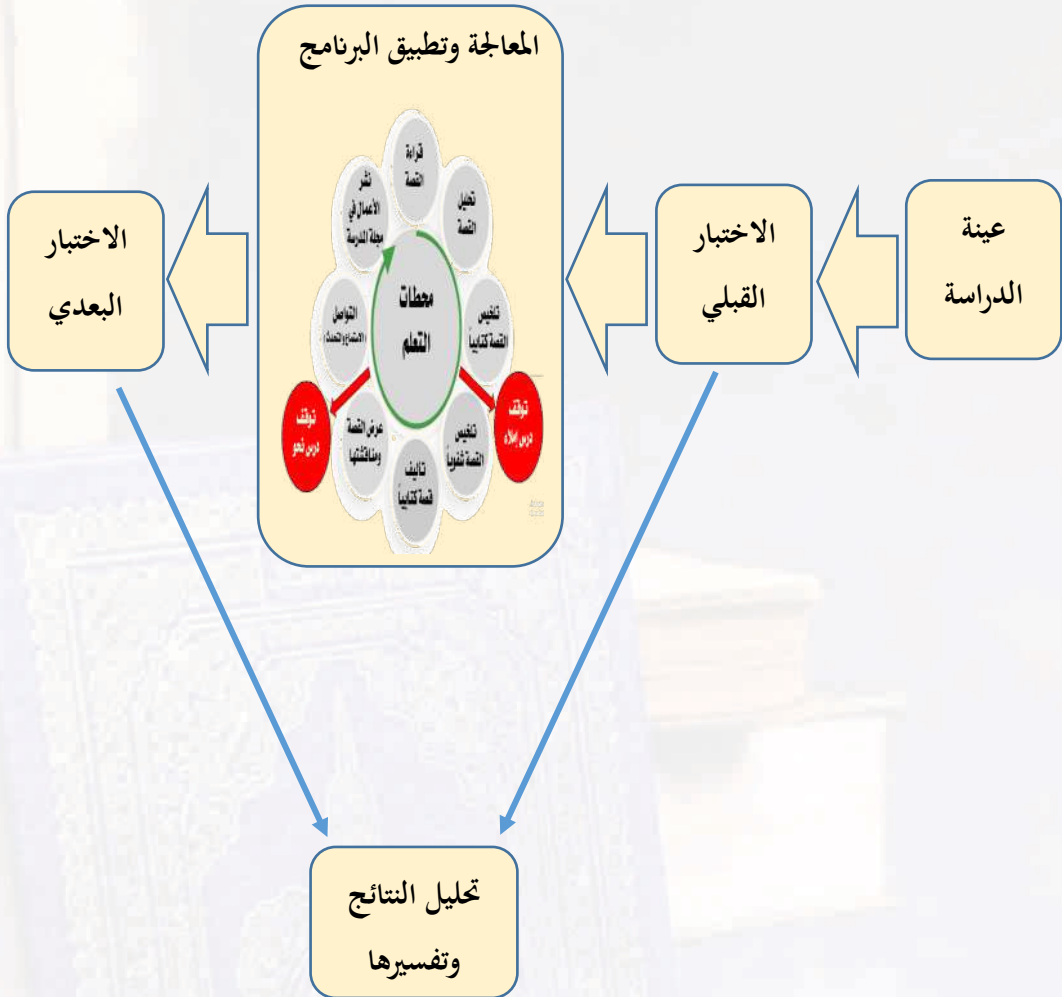 المعالجة وتطبيق البرنامج
عينة
الدراسة
الاختبار
القبلي
قراءة
القصة
تحليل
القصة
تلخيص
القصة كتابياً
توقف
درس إملاء
تلخيص
القصة شفوياً
تأليف
قصة كتابياً
عرض القصة
ومناقشتها
توقف
درس نحو
التواصل
(الاستماع والتحدث)
نشر
الأعمال في
مجلة المدرسة
محطات
التعلم
الاختبار
البعدي
تحليل النتائج
وتفسيرها